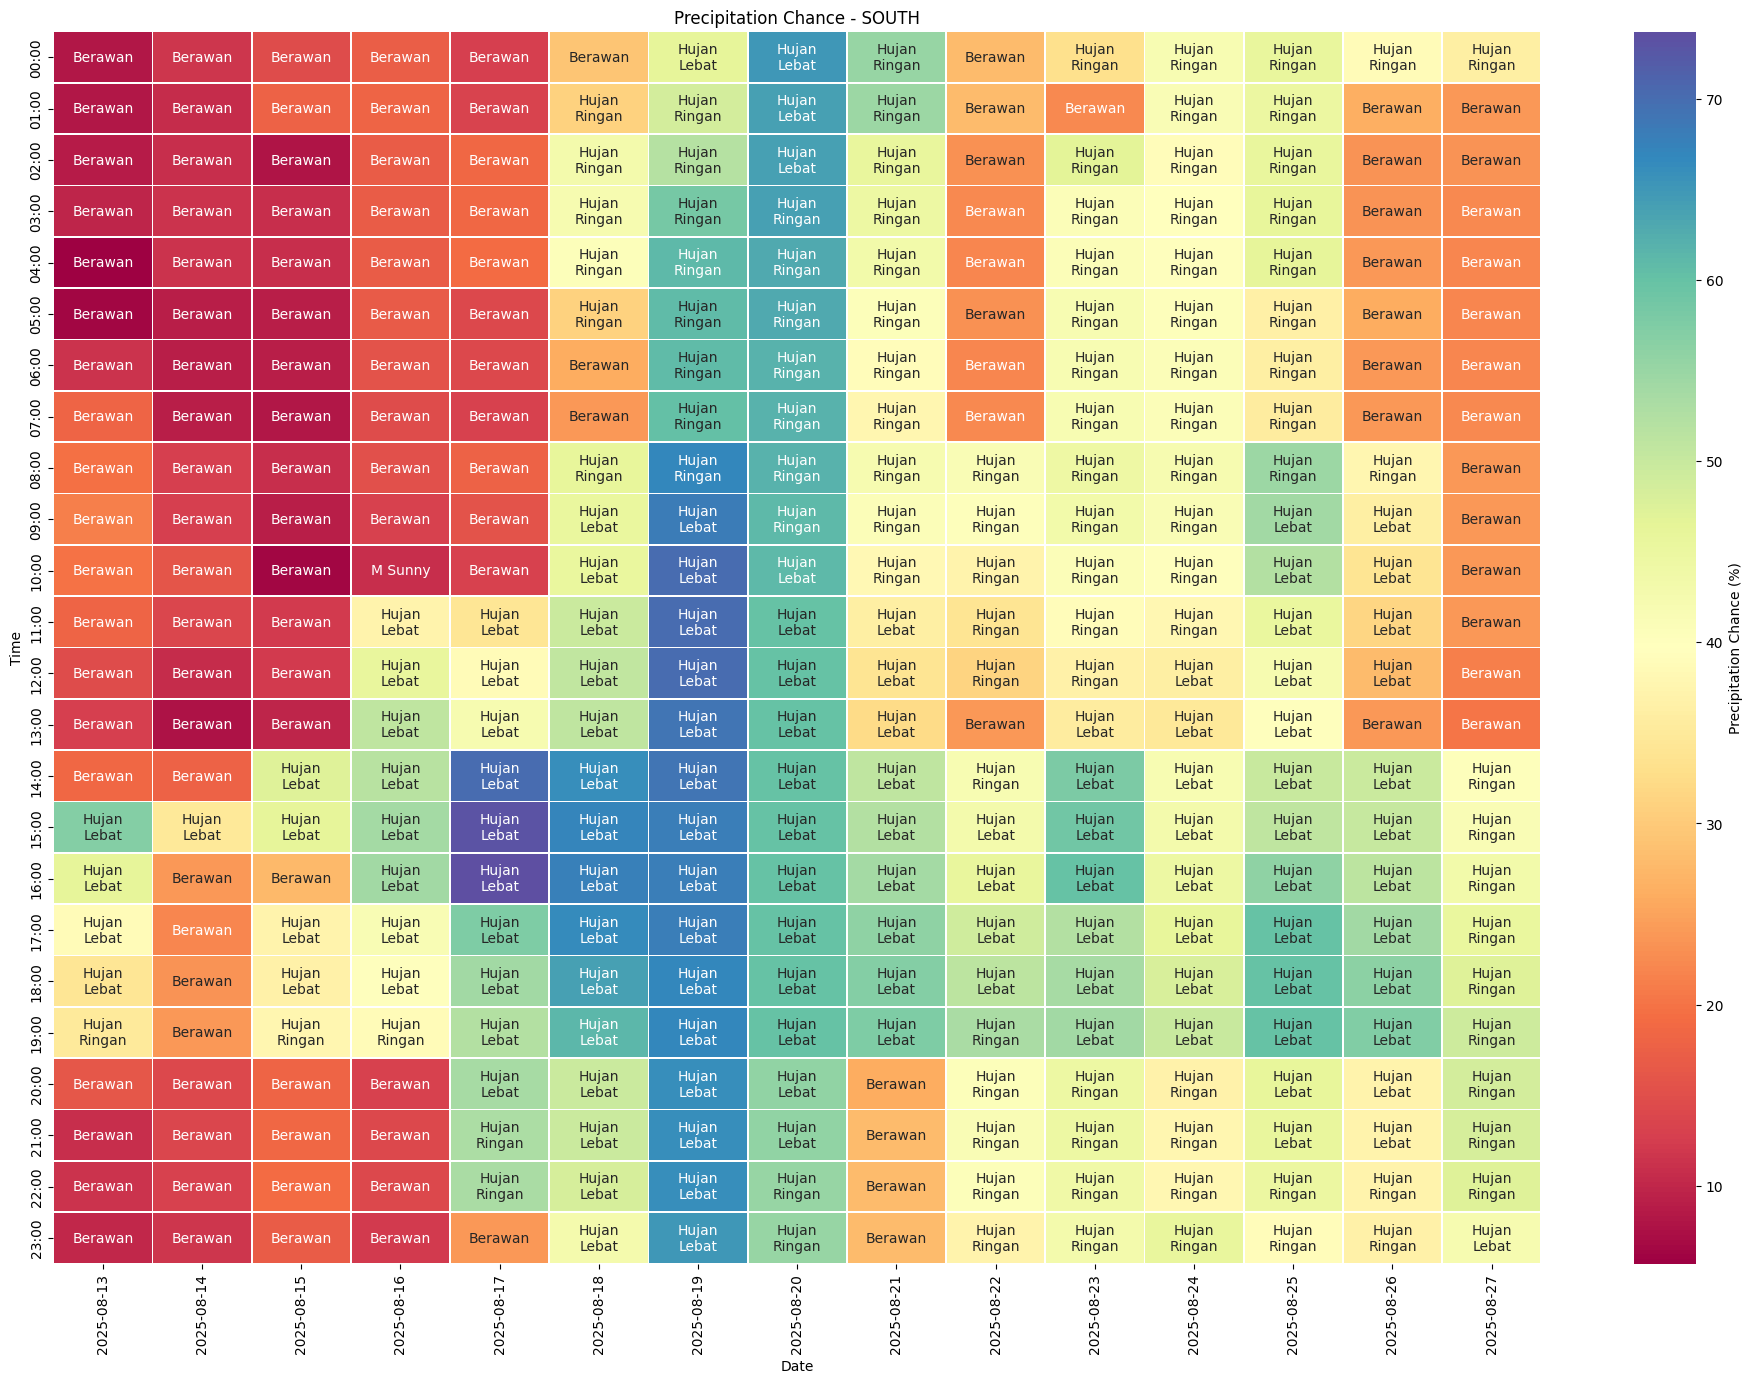 Precipitation Chance - SOUTH
00:00 Berawan Berawan Berawan Berawan Berawan Berawan Hujan Lebat Hujan Lebat Hujan Ringan Berawan Hujan Ringan Hujan Ringan Hujan Ringan Hujan Ringan Hujan Ringan
01:00 Berawan Berawan Berawan Berawan Berawan Hujan Ringan Hujan Ringan Hujan Lebat Hujan Ringan Berawan Berawan Hujan Ringan Hujan Ringan Berawan Berawan
02:00 Berawan Berawan Berawan Berawan Berawan Hujan Ringan Hujan Ringan Hujan Lebat Hujan Ringan Berawan Hujan Ringan Hujan Ringan Hujan Ringan Berawan Berawan
03:00 Berawan Berawan Berawan Berawan Berawan Hujan Ringan Hujan Ringan Hujan Ringan Hujan Ringan Berawan Hujan Ringan Hujan Ringan Hujan Ringan Berawan Berawan
04:00 Berawan Berawan Berawan Berawan Berawan Hujan Ringan Hujan Ringan Hujan Ringan Hujan Ringan Berawan Hujan Ringan Hujan Ringan Hujan Ringan Berawan Berawan
05:00 Berawan Berawan Berawan Berawan Berawan Hujan Ringan Hujan Ringan Hujan Ringan Hujan Ringan Berawan Hujan Ringan Hujan Ringan Hujan Ringan Berawan Berawan
06:00 Berawan Berawan Berawan Berawan Berawan Berawan Hujan Ringan Hujan Ringan Hujan Ringan Berawan Hujan Ringan Hujan Ringan Hujan Ringan Berawan Berawan
07:00 Berawan Berawan Berawan Berawan Berawan Berawan Hujan Ringan Hujan Ringan Hujan Ringan Berawan Hujan Ringan Hujan Ringan Hujan Ringan Berawan Berawan
08:00 Berawan Berawan Berawan Berawan Berawan Hujan Ringan Hujan Ringan Hujan Ringan Hujan Ringan Hujan Ringan Hujan Ringan Hujan Ringan Hujan Ringan Hujan Ringan Berawan
09:00 Berawan Berawan Berawan Berawan Berawan Hujan Lebat Hujan Lebat Hujan Ringan Hujan Ringan Hujan Ringan Hujan Ringan Hujan Ringan Hujan Lebat Hujan Lebat Berawan
10:00 Berawan Berawan Berawan M Sunny Berawan Hujan Lebat Hujan Lebat Hujan Lebat Hujan Ringan Hujan Ringan Hujan Ringan Hujan Ringan Hujan Lebat Hujan Lebat Berawan
11:00 Berawan Berawan Berawan Hujan Lebat Hujan Lebat Hujan Lebat Hujan Lebat Hujan Lebat Hujan Lebat Hujan Ringan Hujan Ringan Hujan Ringan Hujan Lebat Hujan Lebat Berawan
12:00 Berawan Berawan Berawan Hujan Lebat Hujan Lebat Hujan Lebat Hujan Lebat Hujan Lebat Hujan Lebat Hujan Ringan Hujan Ringan Hujan Lebat Hujan Lebat Hujan Lebat Berawan
13:00 Berawan Berawan Berawan Hujan Lebat Hujan Lebat Hujan Lebat Hujan Lebat Hujan Lebat Hujan Lebat Berawan Hujan Lebat Hujan Lebat Hujan Lebat Berawan Berawan
14:00 Berawan Berawan Hujan Lebat Hujan Lebat Hujan Lebat Hujan Lebat Hujan Lebat Hujan Lebat Hujan Lebat Hujan Ringan Hujan Lebat Hujan Lebat Hujan Lebat Hujan Lebat Hujan Ringan
15:00 Hujan Lebat Hujan Lebat Hujan Lebat Hujan Lebat Hujan Lebat Hujan Lebat Hujan Lebat Hujan Lebat Hujan Lebat Hujan Lebat Hujan Lebat Hujan Lebat Hujan Lebat Hujan Lebat Hujan Ringan
16:00 Hujan Lebat Berawan Berawan Hujan Lebat Hujan Lebat Hujan Lebat Hujan Lebat Hujan Lebat Hujan Lebat Hujan Lebat Hujan Lebat Hujan Lebat Hujan Lebat Hujan Lebat Hujan Ringan
17:00 Hujan Lebat Berawan Hujan Lebat Hujan Lebat Hujan Lebat Hujan Lebat Hujan Lebat Hujan Lebat Hujan Lebat Hujan Lebat Hujan Lebat Hujan Lebat Hujan Lebat Hujan Lebat Hujan Ringan
18:00 Hujan Lebat Berawan Hujan Lebat Hujan Lebat Hujan Lebat Hujan Lebat Hujan Lebat Hujan Lebat Hujan Lebat Hujan Lebat Hujan Lebat Hujan Lebat Hujan Lebat Hujan Lebat Hujan Ringan
19:00 Hujan Ringan Berawan Hujan Ringan Hujan Ringan Hujan Lebat Hujan Lebat Hujan Lebat Hujan Lebat Hujan Lebat Hujan Ringan Hujan Lebat Hujan Lebat Hujan Lebat Hujan Lebat Hujan Ringan
20:00 Berawan Berawan Berawan Berawan Hujan Lebat Hujan Lebat Hujan Lebat Hujan Lebat Berawan Hujan Ringan Hujan Ringan Hujan Ringan Hujan Lebat Hujan Lebat Hujan Ringan
21:00 Berawan Berawan Berawan Berawan Hujan Ringan Hujan Lebat Hujan Lebat Hujan Lebat Berawan Hujan Ringan Hujan Ringan Hujan Ringan Hujan Lebat Hujan Lebat Hujan Ringan
22:00 Berawan Berawan Berawan Berawan Hujan Ringan Hujan Lebat Hujan Lebat Hujan Ringan Berawan Hujan Ringan Hujan Ringan Hujan Ringan Hujan Ringan Hujan Ringan Hujan Ringan
23:00 Berawan Berawan Berawan Berawan Berawan Hujan Lebat Hujan Lebat Hujan Ringan Berawan Hujan Ringan Hujan Ringan Hujan Ringan Hujan Ringan Hujan Ringan Hujan Lebat
Time
2025-08-13 2025-08-14 2025-08-15 2025-08-16 2025-08-17 2025-08-18 2025-08-19 2025-08-20 2025-08-21 2025-08-22 2025-08-23 2025-08-24 2025-08-25 2025-08-26 2025-08-27
Date
70
60
50
40
30
20
10
Precipitation Chance (%)